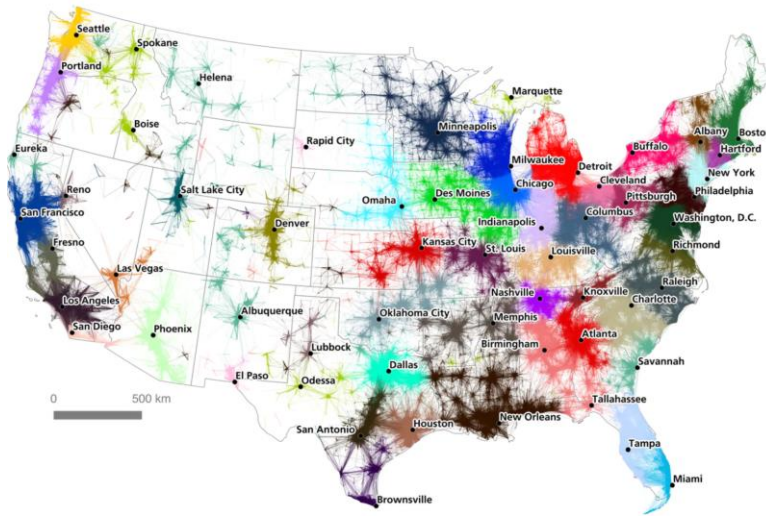 Seattle
Spokane
Portland
Helena
Marquette
Boise
Minneapolis
Albany
Bosto
Eureka
Rapid City
Buffalo
Hartford
Milwaukee
Detroit
New York
Reno
Salt Lake City
Chicago
Cleveland
Philadelphia
Omaha
Des Moines
Pittsburgh
San Francisco
Denver
Indianapolis
Columbus
Washington, D.C.
Fresno
Kansas City
St. Louis
Louisville
Richmond
Las Vegas
Los Angeles
Nashville
Knoxville
Raleigh
Albuquerque
Oklahoma City
Memphis
Charlotte
San Diego
Phoenix
Lubbock
Birmingham
Atlanta
El Paso
Odessa
Dallas
Savannah
0 500 km
Tallahassee
San Antonio
Houston
New Orleans
Tampa
Miami
Brownsville